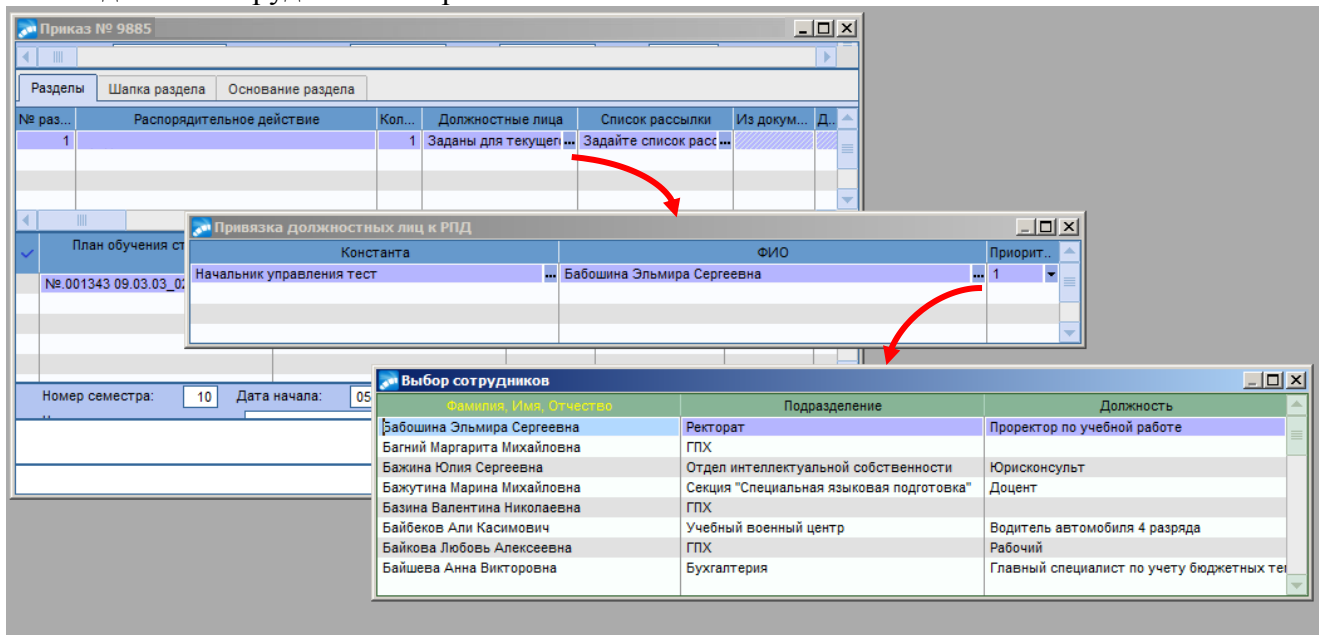 Приказ № 9885
Разделы Шапка раздела Основание раздела
№ раз... Распорядительное действие Кол... Должностные лица Список рассылки Из докум... Д..
1 1 Заданы для текущег ... Задайте список расс ...
Привязка должностных лиц к РПД
План обучения ст
Константа ФИО Приорит..
№.001343 09.03.03_02
Начальник управления тест ... Бабошина Эльмира Сергеевна ... 1
Номер семестра: 10 Дата начала: 05
Выбор сотрудников
Фамилия, Имя, Отчество Подразделение Должность
Бабошина Эльмира Сергеевна Ректорат Проректор по учебной работе
Багний Маргарита Михайловна ГПХ
Бажина Юлия Сергеевна Отдел интеллектуальной собственности Юрисконсульт
Бажутина Марина Михайловна Секция "Специальная языковая подготовка" Доцент
Базина Валентина Николаевна ГПХ
Байбеков Али Касимович Учебный военный центр Водитель автомобиля 4 разряда
Байкова Любовь Алексеевна ГПХ Рабочий
Байшева Анна Викторовна Бухгалтерия Главный специалист по учету бюджетных те